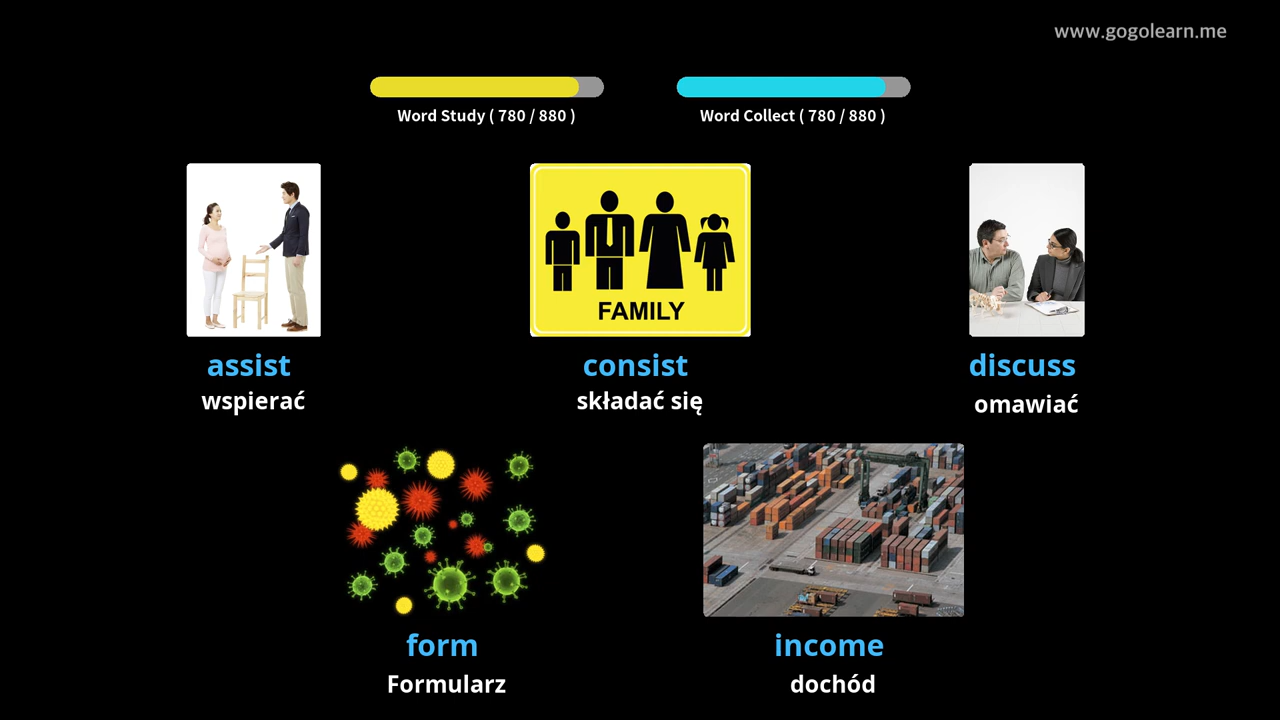 www.gogolearn.me
Word Study ( 780 / 880 )
Word Collect ( 780 / 880 )
FAMILY
assist
wspierać
consist
składać się
discuss
omawiać
form
Formularz
income
dochód